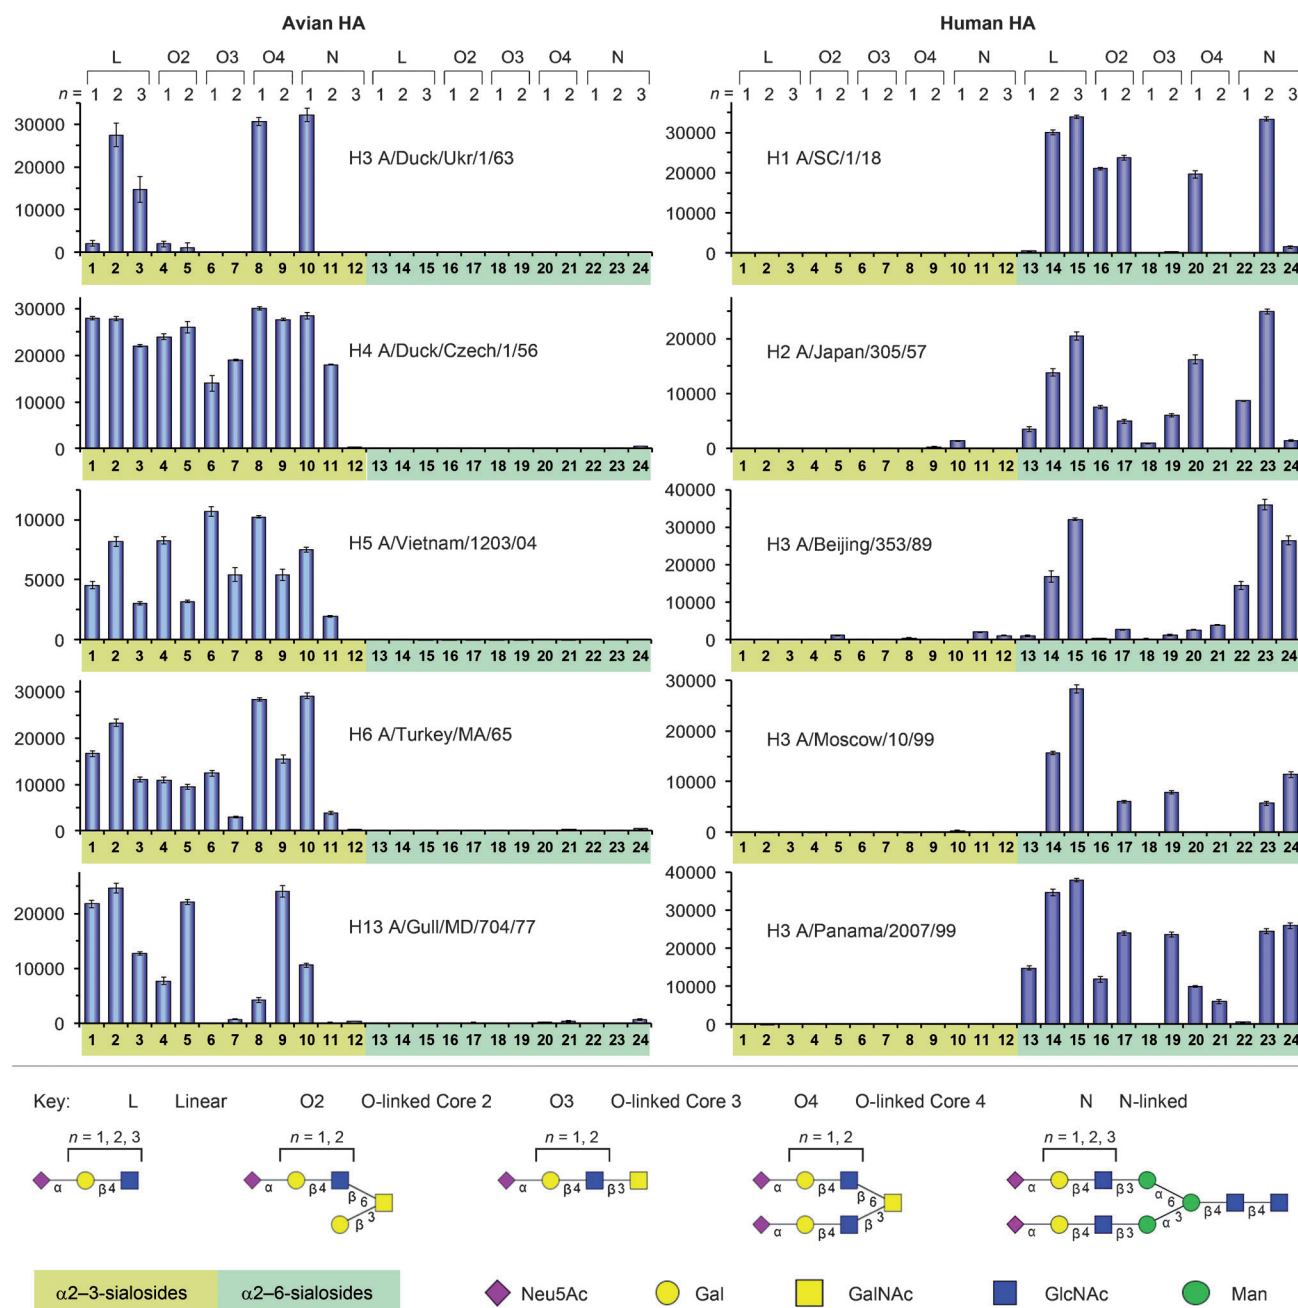 Avian HA
Human HA
L O2 O3 O4 N L O2 O3 O4 N
n = 1 2 3 1 2 1 2 1 2 1 2 3 1 2 3 1 2 1 2 1 2 1 2 3
L O2 O3 O4 N L O2 O3 O4 N
n = 1 2 3 1 2 1 2 1 2 1 2 3 1 2 3 1 2 1 2 1 2 1 2 3
30000
20000
10000
0
H3 A/Duck/Ukr/1/63
1 2 3 4 5 6 7 8 9 10 11 12 13 14 15 16 17 18 19 20 21 22 23 24
30000
20000
10000
0
H1 A/SC/1/18
1 2 3 4 5 6 7 8 9 10 11 12 13 14 15 16 17 18 19 20 21 22 23 24
30000
20000
10000
0
H4 A/Duck/Czech/1/56
1 2 3 4 5 6 7 8 9 10 11 12 13 14 15 16 17 18 19 20 21 22 23 24
20000
10000
0
H2 A/Japan/305/57
1 2 3 4 5 6 7 8 9 10 11 12 13 14 15 16 17 18 19 20 21 22 23 24
10000
5000
0
H5 A/Vietnam/1203/04
1 2 3 4 5 6 7 8 9 10 11 12 13 14 15 16 17 18 19 20 21 22 23 24
40000
30000
20000
10000
0
H3 A/Beijing/353/89
1 2 3 4 5 6 7 8 9 10 11 12 13 14 15 16 17 18 19 20 21 22 23 24
30000
20000
10000
0
H6 A/Turkey/MA/65
1 2 3 4 5 6 7 8 9 10 11 12 13 14 15 16 17 18 19 20 21 22 23 24
30000
20000
10000
0
H3 A/Moscow/10/99
1 2 3 4 5 6 7 8 9 10 11 12 13 14 15 16 17 18 19 20 21 22 23 24
20000
10000
0
H13 A/Gull/MD/704/77
1 2 3 4 5 6 7 8 9 10 11 12 13 14 15 16 17 18 19 20 21 22 23 24
40000
30000
20000
10000
0
H3 A/Panama/2007/99
1 2 3 4 5 6 7 8 9 10 11 12 13 14 15 16 17 18 19 20 21 22 23 24
Key: L Linear O2 O-linked Core 2 O3 O-linked Core 3 O4 O-linked Core 4 N N-linked
n = 1, 2, 3 n = 1, 2 n = 1, 2 n = 1, 2 n = 1, 2, 3
α β4
α β4 β 6
β 3
α β4 β3
α β4 β 6
α β4 β 3
α β4 β3 α 6
α β4 β3 α 3 β4 β4
α2–3-sialosides α2–6-sialosides Neu5Ac Gal GalNAc GlcNAc Man